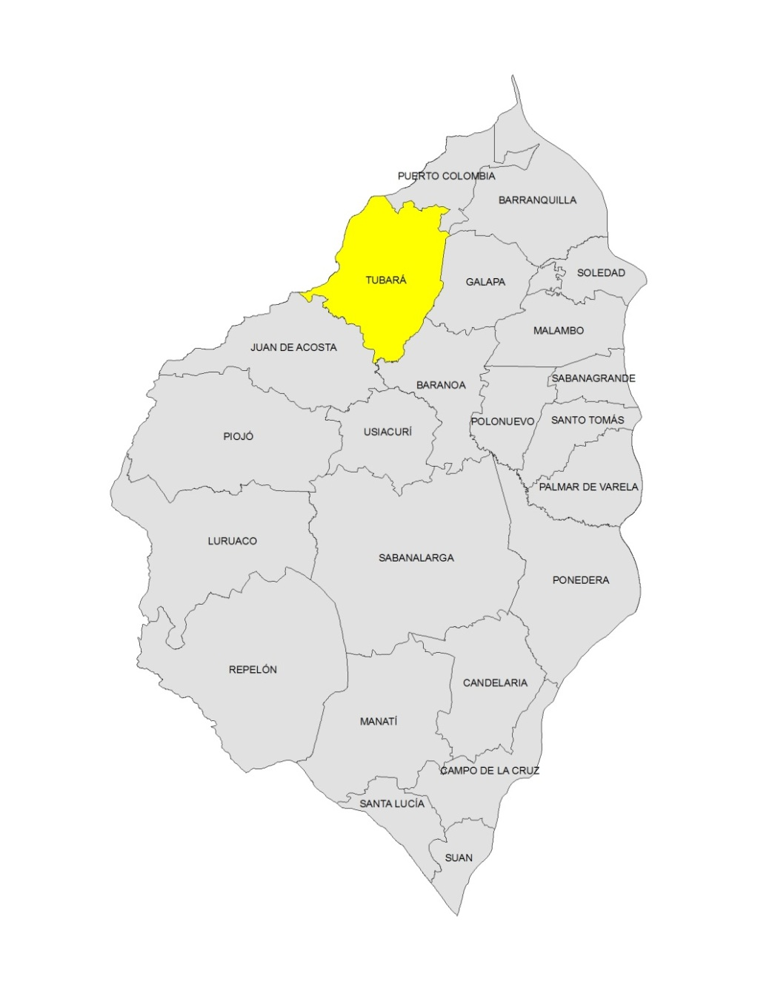 PUERTO COLOMBIA
BARRANQUILLA
SOLEDAD
TUBARÁ
GALAPA
MALAMBO
JUAN DE ACOSTA
SABANAGRANDE
BARANOA
SANTO TOMÁS
POLONUEVO
USIACURÍ
PIOJÓ
PALMAR DE VARELA
LURUACO
SABANALARGA
PONEDERA
REPELÓN
CANDELARIA
MANATÍ
CAMPO DE LA CRUZ
SANTA LUCÍA
SUAN